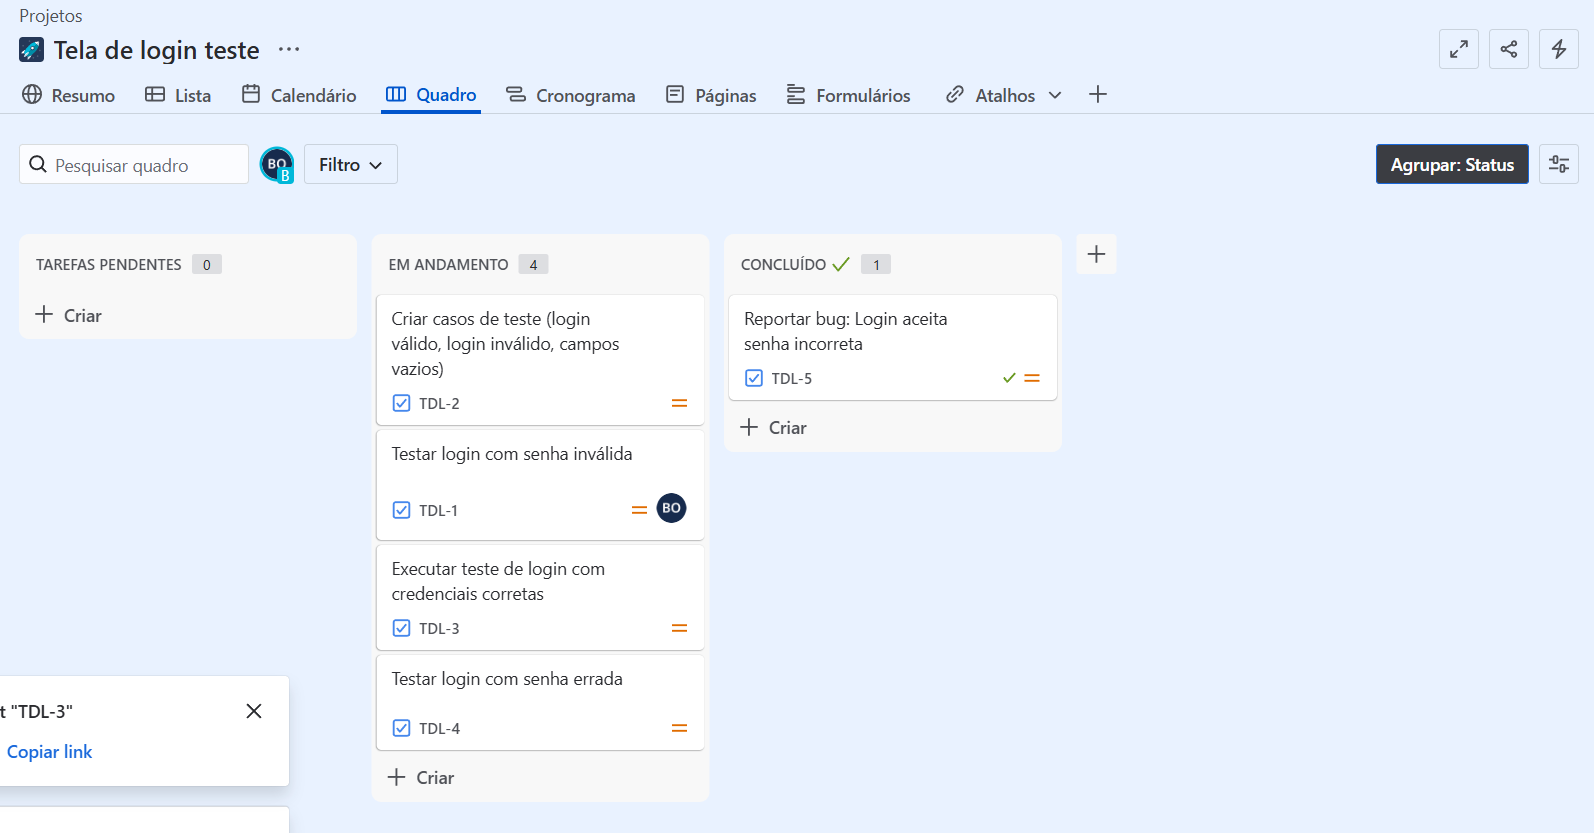 Projetos
Tela de login teste
Resumo
Lista
Calendário
Quadro
Cronograma
Páginas
Formulários
Atalhos
Pesquisar quadro
BO
B
Filtro
Agrupar: Status
TAREFAS PENDENTES 0
Criar
EM ANDAMENTO 4
Criar casos de teste (login
válido, login inválido, campos
vazios)
TDL-2
Testar login com senha inválida
TDL-1
BO
Executar teste de login com
credenciais corretas
TDL-3
Testar login com senha errada
TDL-4
Criar
CONCLUÍDO 1
Reportar bug: Login aceita
senha incorreta
TDL-5
Criar
t "TDL-3"
Copiar link